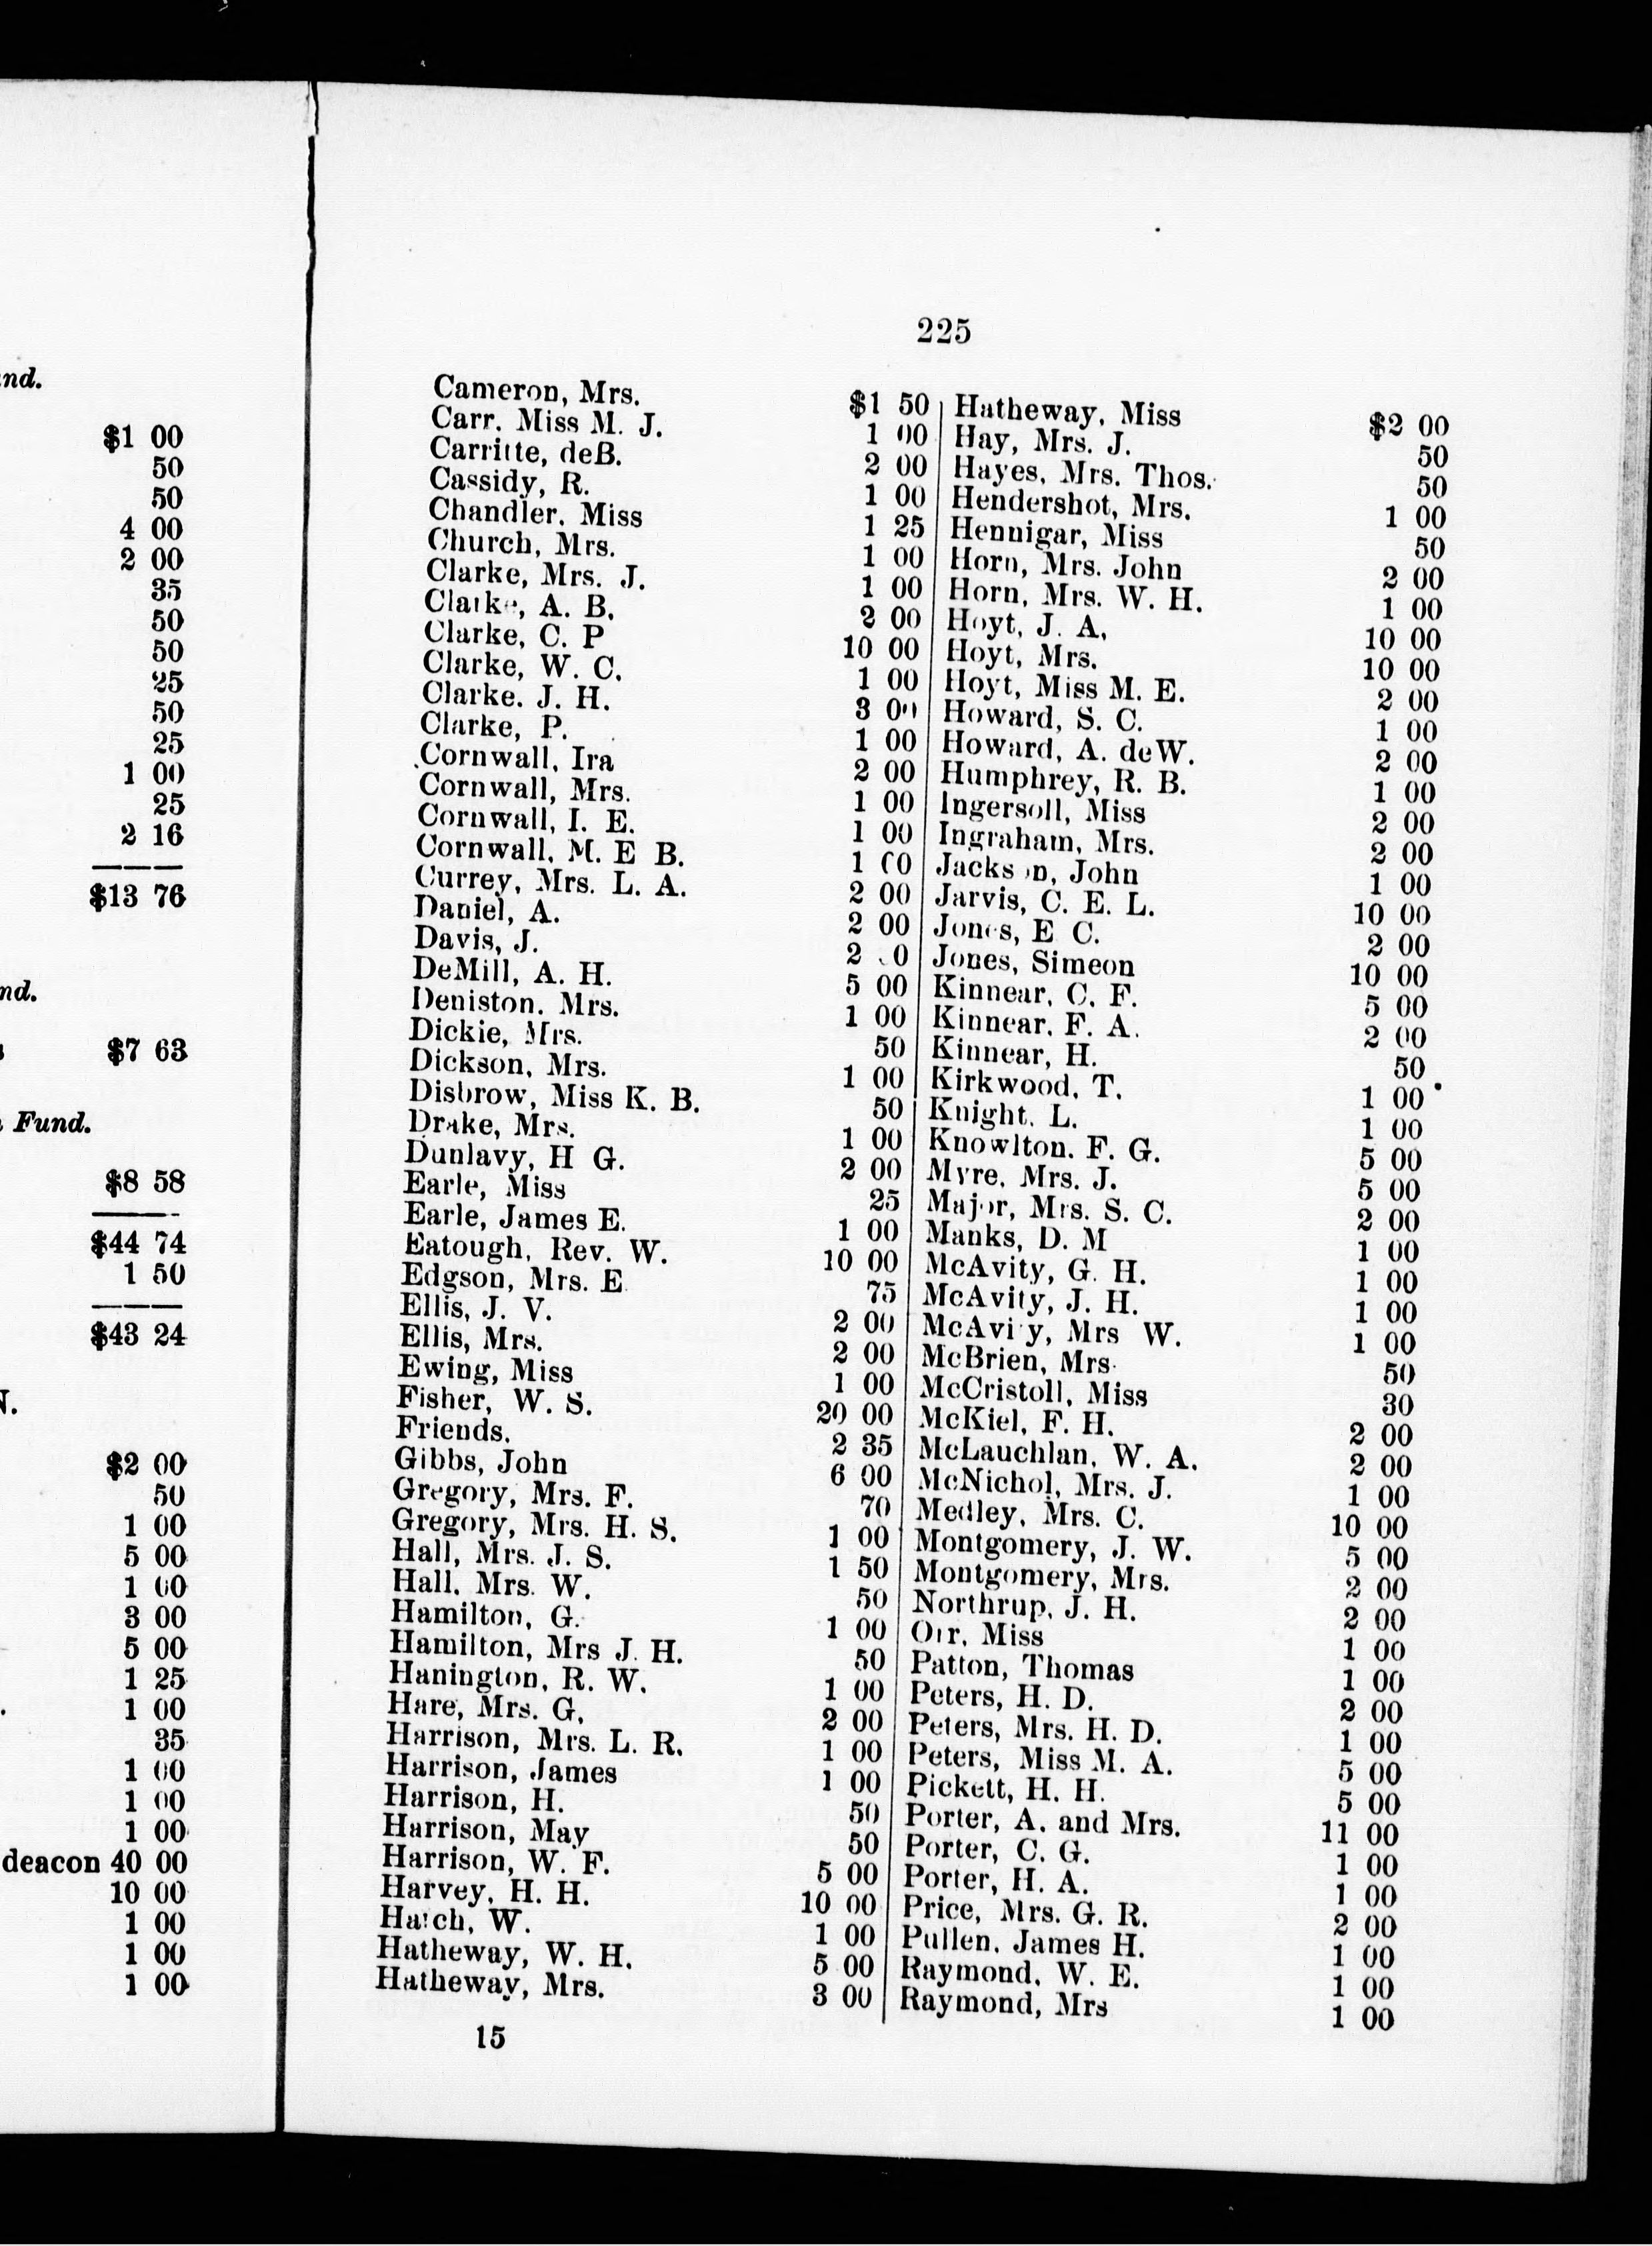 nd.
$1 00
50
50
4 00
2 00
35
50
50
25
50
25
1 00
25
2 16
$13 76
nd.
$7 63
Fund.
$8 58
$44 74
1 50
$43 24
N.
$2 00
50
1 00
5 00
1 00
3 00
5 00
1 25
1 00
35
1 00
1 00
1 00
deacon 40 00
10 00
1 00
1 00
1 00
225
Cameron, Mrs. $1 50
Carr. Miss M. J. 1 00
Carritte, deB. 2 00
Cassidy, R. 1 00
Chandler. Miss 1 25
Church, Mrs. 1 00
Clarke, Mrs. J. 1 00
Clarke, A. B. 2 00
Clarke, C. P 10 00
Clarke, W. C. 1 00
Clarke. J. H. 3 00
Clarke, P. 1 00
Cornwall, Ira 2 00
Cornwall, Mrs. 1 00
Cornwall, I. E. 1 00
Cornwall, M. E B. 1 00
Currey, Mrs. L. A. 2 00
Daniel, A. 2 00
Davis, J. 2 00
DeMill, A. H. 5 00
Deniston. Mrs. 1 00
Dickie, Mrs. 50
Dickson, Mrs. 1 00
Disbrow, Miss K. B. 50
Drake, Mrs. 1 00
Dunlavy, H G. 2 00
Earle, Miss 25
Earle, James E. 1 00
Eatough, Rev. W. 10 00
Edgson, Mrs. E 75
Ellis, J. V. 2 00
Ellis, Mrs. 2 00
Ewing, Miss 1 00
Fisher, W. S. 20 00
Friends. 2 35
Gibbs, John 6 00
Gregory, Mrs. F. 70
Gregory, Mrs. H. S. 1 00
Hall, Mrs. J. S. 1 50
Hall. Mrs. W. 50
Hamilton, G. 1 00
Hamilton, Mrs J. H. 50
Hanington, R. W. 1 00
Hare, Mrs. G. 2 00
Harrison, Mrs. L. R. 1 00
Harrison, James 1 00
Harrison, H. 50
Harrison, May 50
Harrison, W. F. 5 00
Harvey, H. H. 10 00
Hatch, W. 1 00
Hatheway, W. H. 5 00
Hatheway, Mrs. 3 00
Hatheway, Miss $2 00
Hay, Mrs. J. 50
Hayes, Mrs. Thos. 50
Hendershot, Mrs. 1 00
Hennigar, Miss 50
Horn, Mrs. John 2 00
Horn, Mrs. W. H. 1 00
Hoyt, J. A. 10 00
Hoyt, Mrs. 10 00
Hoyt, Miss M. E. 2 00
Howard, S. C. 1 00
Howard, A. deW. 2 00
Humphrey, R. B. 1 00
Ingersoll, Miss 2 00
Ingraham, Mrs. 2 00
Jackson, John 1 00
Jarvis, C. E. L. 10 00
Jones, E C. 2 00
Jones, Simeon 10 00
Kinnear, C. F. 5 00
Kinnear, F. A. 2 00
Kinnear, H. 50
Kirkwood, T. 1 00
Knight. L. 1 00
Knowlton. F. G. 5 00
Myre. Mrs. J. 5 00
Major, Mrs. S. C. 2 00
Manks, D. M 1 00
McAvity, G. H. 1 00
McAvity, J. H. 1 00
McAvity, Mrs W. 1 00
McBrien, Mrs. 50
McCristoll, Miss 30
McKiel, F. H. 2 00
McLauchlan, W. A. 2 00
McNichol, Mrs. J. 1 00
Medley, Mrs. C. 10 00
Montgomery, J. W. 5 00
Montgomery, Mrs. 2 00
Northrup, J. H. 2 00
Orr, Miss 1 00
Patton, Thomas 1 00
Peters, H. D. 2 00
Peters, Mrs. H. D. 1 00
Peters, Miss M. A. 5 00
Pickett, H. H. 5 00
Porter, A. and Mrs. 11 00
Porter, C. G. 1 00
Porter, H. A. 1 00
Price, Mrs. G. R. 2 00
Pullen. James H. 1 00
Raymond, W. E. 1 00
Raymond, Mrs 1 00
15